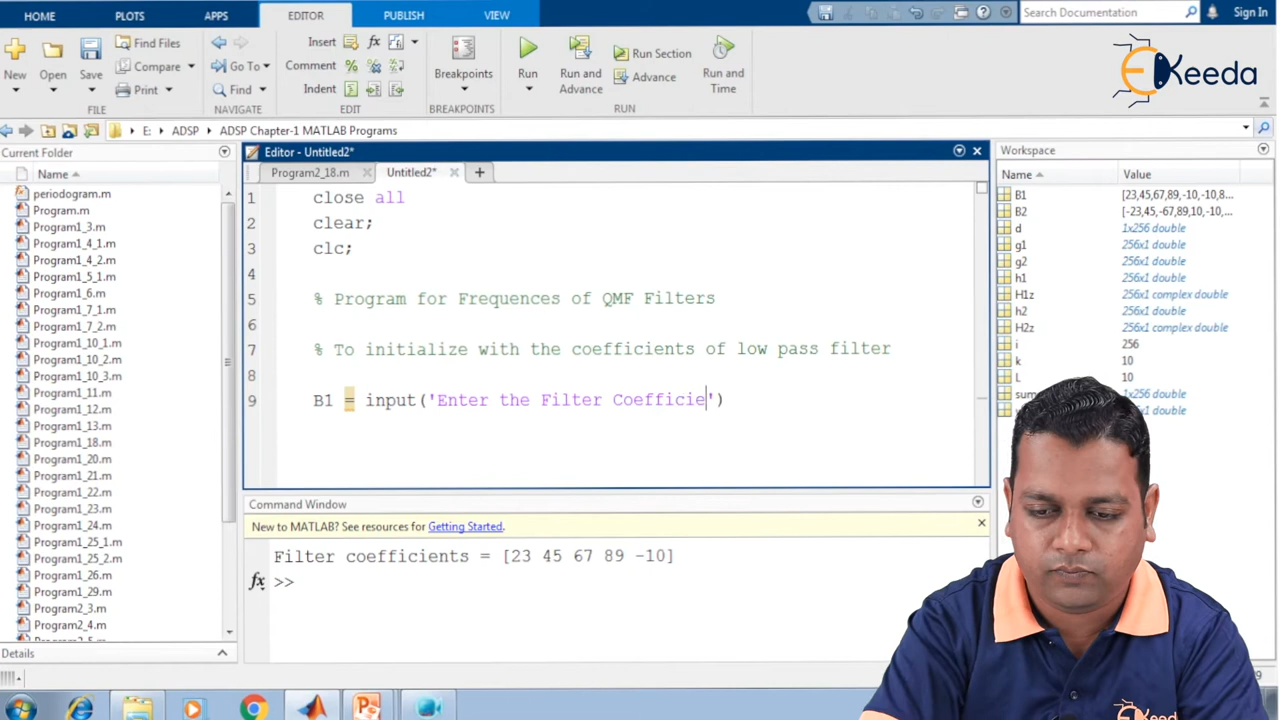 HOME PLOTS APPS EDITOR PUBLISH VIEW Search Documentation Sign In
New Open Save Find Files Compare Print Go To Find Insert Comment Indent Breakpoints Run Run and Advance Run Section Advance Run and Time
FILE NAVIGATE EDIT BREAKPOINTS RUN
eKeeda
E: ADSP ADSP Chapter-1 MATLAB Programs
Current Folder
Name
periodogram.m
Program.m
Program1_3.m
Program1_4_1.m
Program1_4_2.m
Program1_5_1.m
Program1_6.m
Program1_7_1.m
Program1_7_2.m
Program1_10_1.m
Program1_10_2.m
Program1_10_3.m
Program1_11.m
Program1_12.m
Program1_13.m
Program1_18.m
Program1_20.m
Program1_21.m
Program1_22.m
Program1_23.m
Program1_24.m
Program1_25_1.m
Program1_25_2.m
Program1_26.m
Program1_29.m
Program2_3.m
Program2_4.m
Details
Editor - Untitled2*
Program2_18.m Untitled2*
1 close all
2 clear;
3 clc;
4
5 % Program for Frequences of QMF Filters
6
7 % To initialize with the coefficients of low pass filter
8
9 B1 = input('Enter the Filter Coefficie')
Command Window
New to MATLAB? See resources for Getting Started.
Filter coefficients = [23 45 67 89 -10]
fx >>
Workspace
Name Value
B1 [23,45,67,89,-10,-10,8...
B2 [-23,45,-67,89,10,-10,...
d 1x256 double
g1 256x1 double
g2 256x1 double
h1 256x1 double
H1z 256x1 complex double
h2 256x1 double
H2z 256x1 complex double
i 256
k 10
L 10
1x256 double